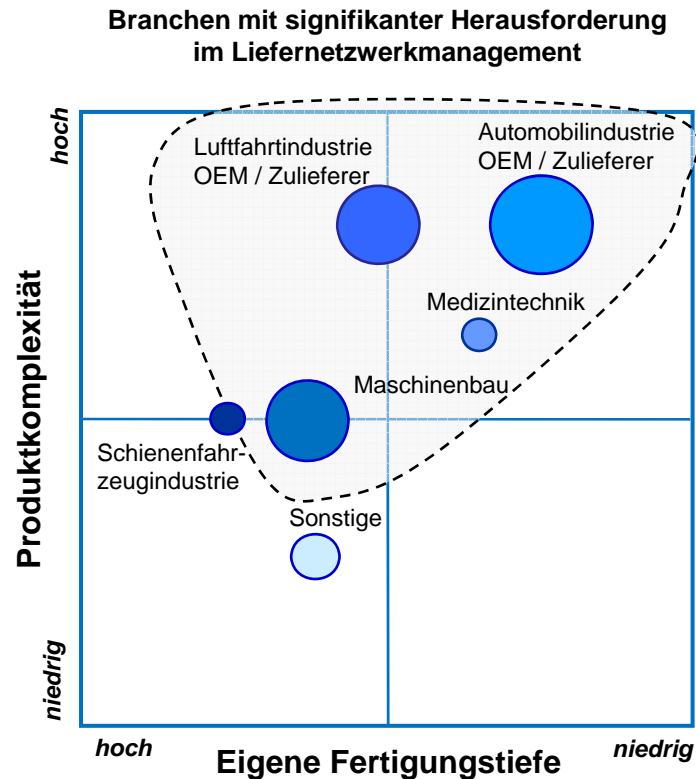 Branchen mit signifikanter Herausforderung
im Liefernetzwerkmanagement
hoch
Luftfahrtindustrie
OEM / Zulieferer
Automobilindustrie
OEM / Zulieferer
Medizintechnik
Maschinenbau
Schienenfahr-
zeugindustrie
Sonstige
Produktkomplexität
niedrig
hoch
Eigene Fertigungstiefe
niedrig